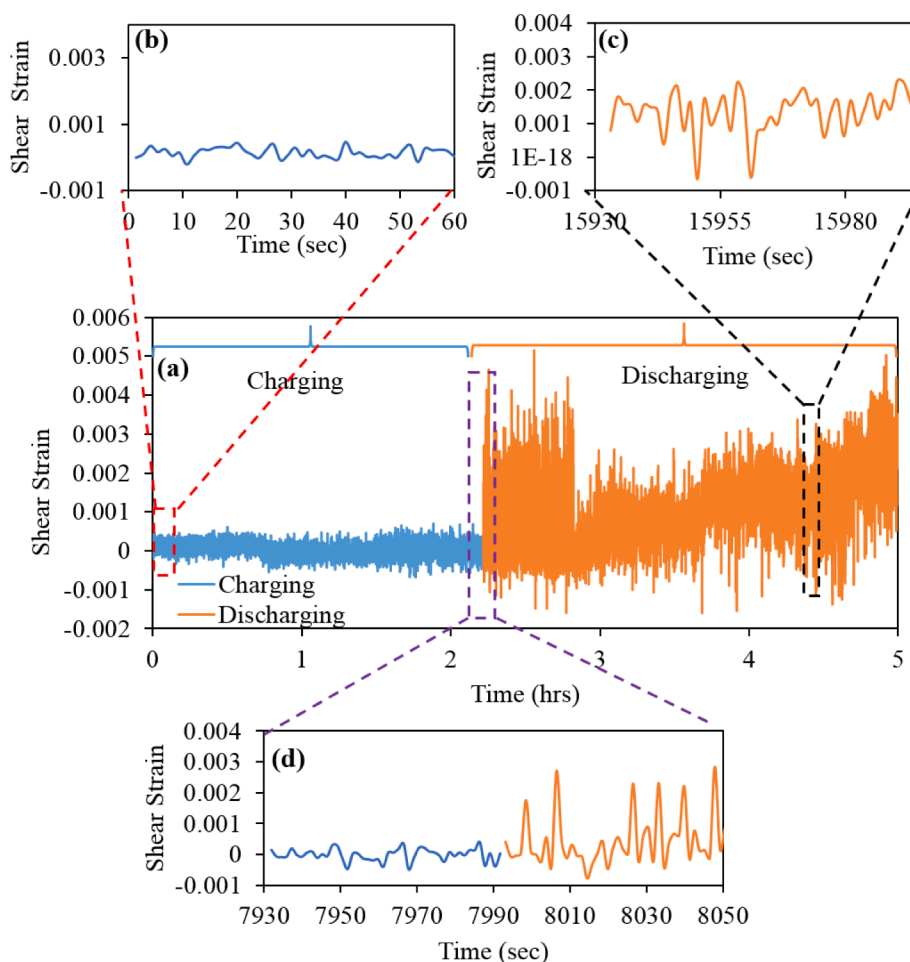 (b)
Shear Strain
0.003
0.001
-0.001
0 10 20 30 40 50 60
Time (sec)
(c)
Shear Strain
0.004
0.003
0.002
0.001
1E-18
-0.001
15930 15955 15980
Time (sec)
(a)
Shear Strain
0.006
0.005
0.004
0.003
0.002
0.001
0
-0.001
-0.002
Charging
Discharging
Charging
Discharging
0 1 2 3 4 5
Time (hrs)
(d)
Shear Strain
0.004
0.003
0.002
0.001
0
-0.001
7930 7950 7970 7990 8010 8030 8050
Time (sec)